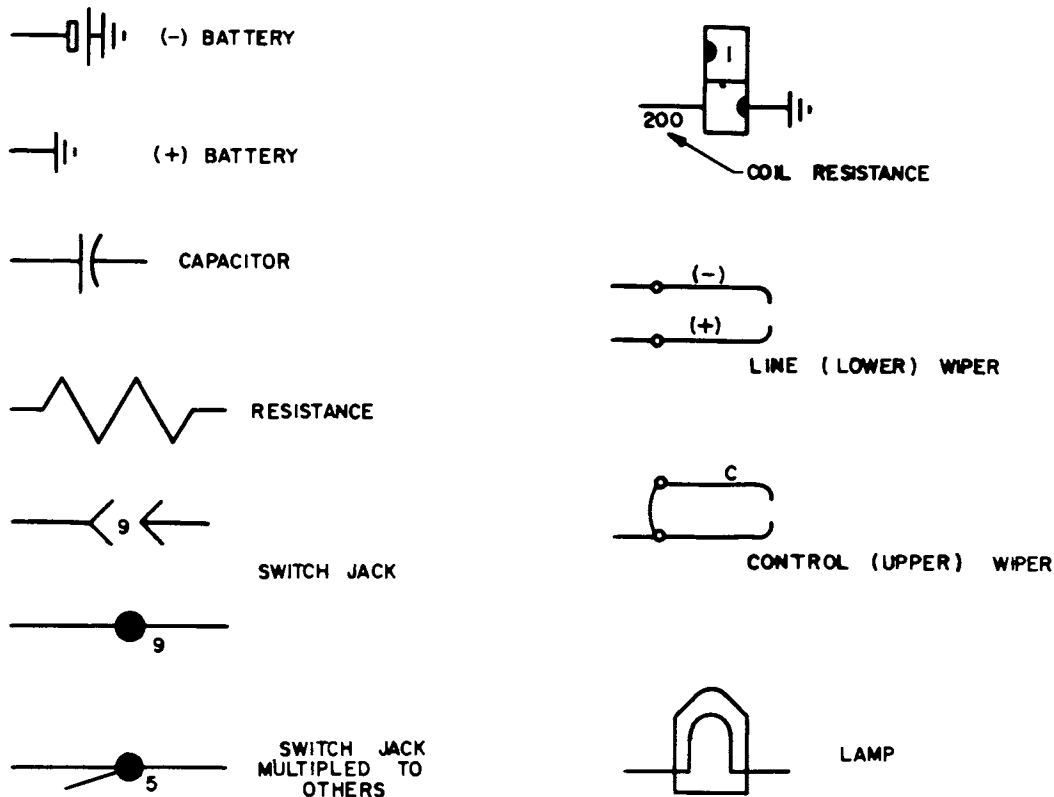 (-) BATTERY
(+) BATTERY
CAPACITOR
RESISTANCE
9
SWITCH JACK
9
5
SWITCH JACK
MULTIPLED TO
OTHERS
1
200
COIL RESISTANCE
(-)
(+)
LINE (LOWER) WIPER
C
CONTROL (UPPER) WIPER
LAMP